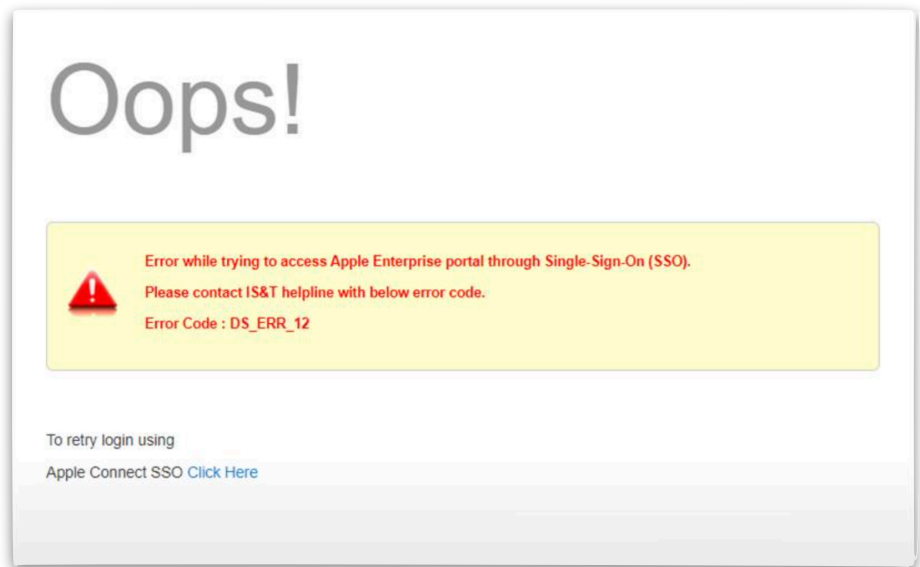 Oops!
Error while trying to access Apple Enterprise portal through Single-Sign-On (SSO).
Please contact IS&T helpline with below error code.
Error Code : DS_ERR_12
To retry login using
Apple Connect SSO Click Here